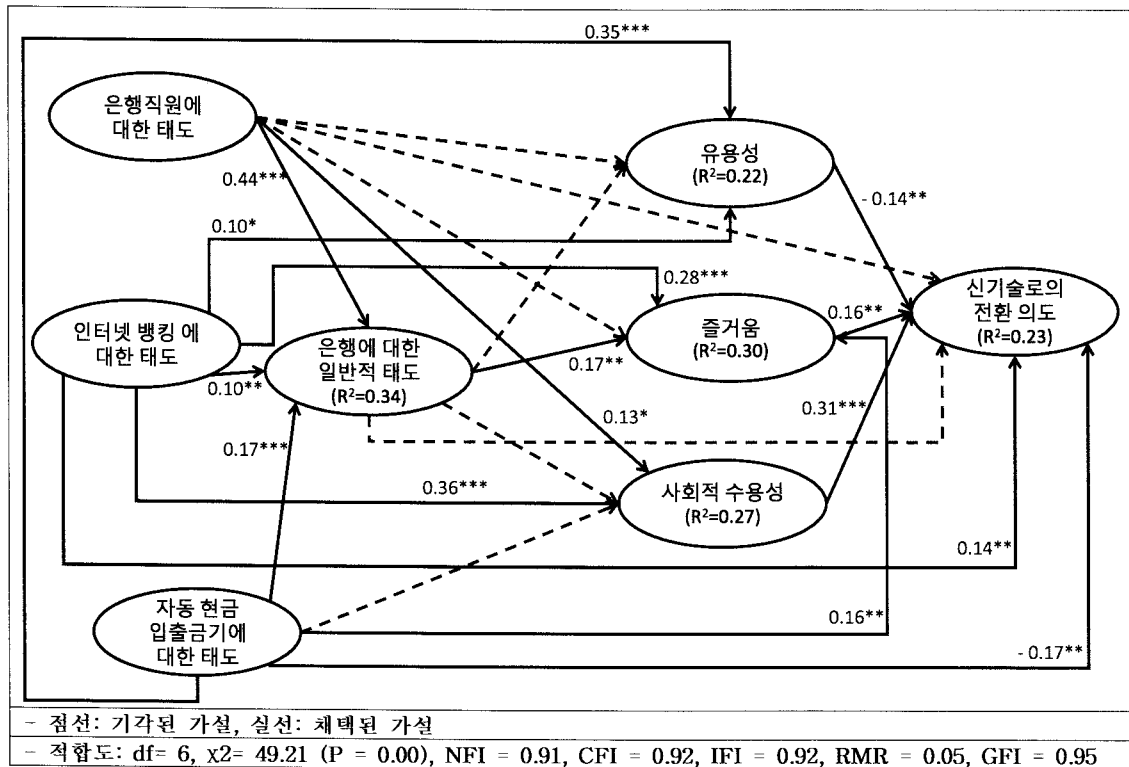 0.35***
은행직원에
대한 태도
유용성
(R²=0.22)
0.44***
- 0.14**
0.10*
0.28***
신기술로의
전환 의도
(R²=0.23)
인터넷 뱅킹 에
대한 태도
즐거움
(R²=0.30)
0.16**
은행에 대한
일반적 태도
(R²=0.34)
0.17**
0.10**
0.13*
0.31***
0.17***
0.36***
사회적 수용성
(R²=0.27)
0.14**
자동 현금
입출금기에
대한 태도
0.16**
- 0.17**
- 점선: 기각된 가설, 실선: 채택된 가설
- 적합도: df= 6, χ2= 49.21 (P = 0.00), NFI = 0.91, CFI = 0.92, IFI = 0.92, RMR = 0.05, GFI = 0.95